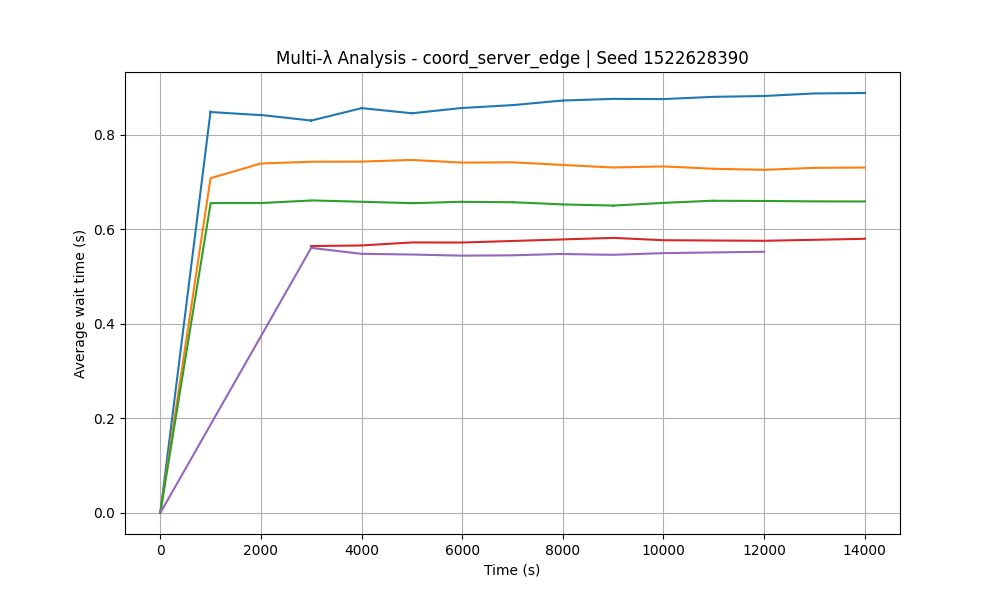 Multi-λ Analysis - coord_server_edge | Seed 1522628390
Average wait time (s)
0.8
0.6
0.4
0.2
0.0
0 2000 4000 6000 8000 10000 12000 14000
Time (s)